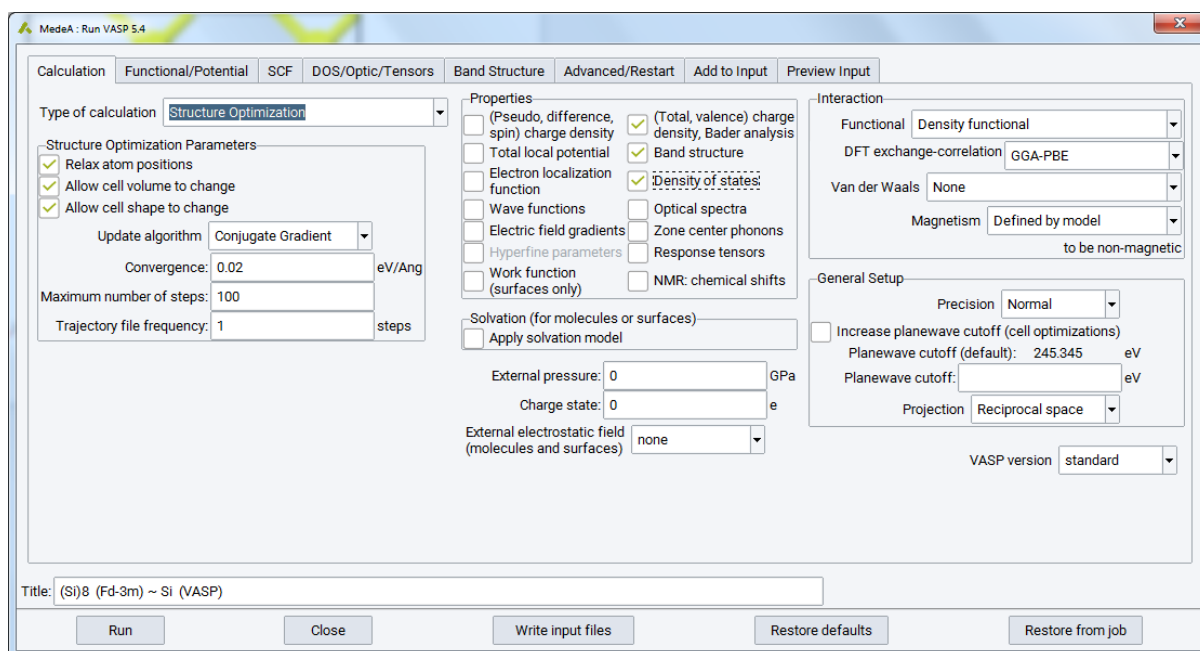 MedeA : Run VASP 5.4
Calculation Functional/Potential SCF DOS/Optic/Tensors Band Structure Advanced/Restart Add to Input Preview Input
Type of calculation Structure Optimization
Structure Optimization Parameters
Relax atom positions
Allow cell volume to change
Allow cell shape to change
Update algorithm Conjugate Gradient
Convergence: 0.02 eV/Ang
Maximum number of steps: 100
Trajectory file frequency: 1 steps
Properties
(Pseudo, difference,
spin) charge density
(Total, valence) charge
density, Bader analysis
Total local potential
Band structure
Electron localization
function
Density of states
Wave functions
Optical spectra
Electric field gradients
Zone center phonons
Hyperfine parameters
Response tensors
Work function
(surfaces only)
NMR: chemical shifts
Solvation (for molecules or surfaces)
Apply solvation model
External pressure: 0 GPa
Charge state: 0 e
External electrostatic field
(molecules and surfaces)
none
Interaction
Functional Density functional
DFT exchange-correlation GGA-PBE
Van der Waals None
Magnetism Defined by model
to be non-magnetic
General Setup
Precision Normal
Increase planewave cutoff (cell optimizations)
Planewave cutoff (default): 245.345 eV
Planewave cutoff: eV
Projection Reciprocal space
VASP version standard
Title: (Si)8 (Fd-3m) ~ Si (VASP)
Run Close Write input files Restore defaults Restore from job